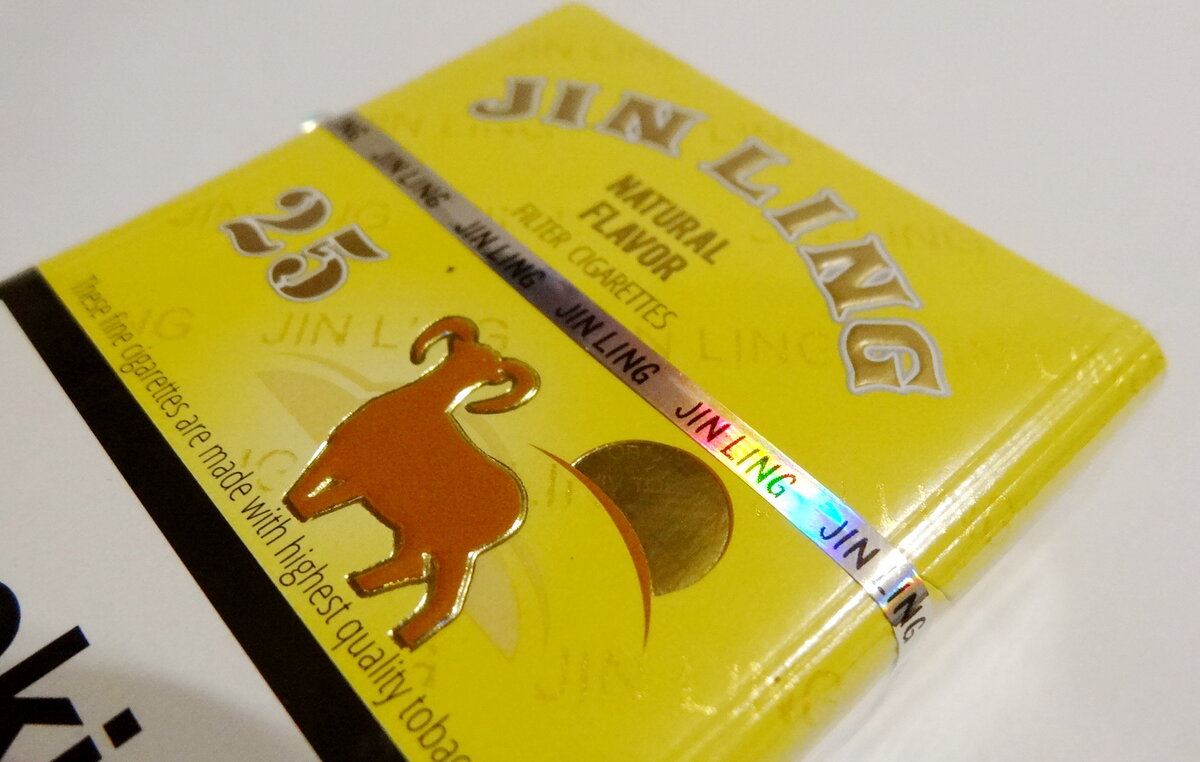 JIN LING
NATURAL
FLAVOR
FILTER CIGARETTES
JIN LING JIN LING JIN LING JIN LING JIN LING
25
These fine cigarettes are made with highest quality